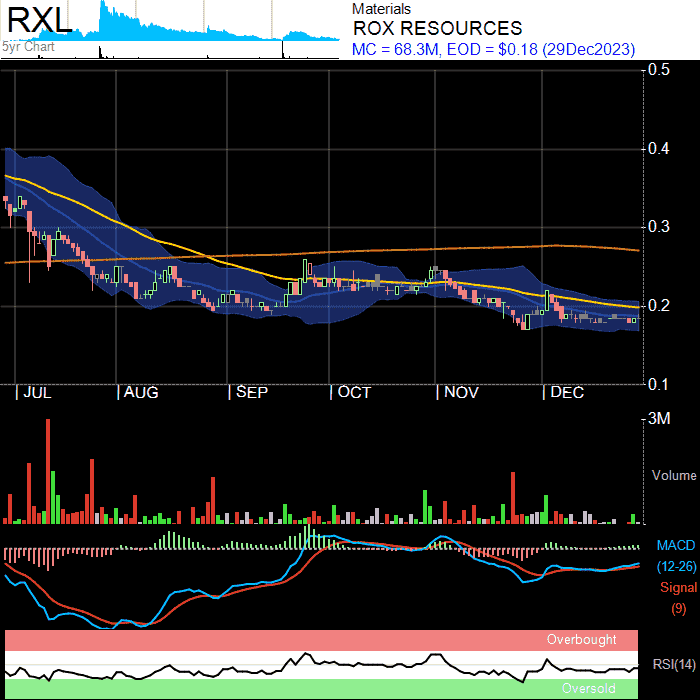 RXL
5yr Chart
Materials
ROX RESOURCES
MC = 68.3M, EOD = $0.18 (29Dec2023)
0.5
0.4
0.3
0.2
0.1
JUL AUG SEP OCT NOV DEC
3M
Volume
MACD
(12-26)
Signal
(9)
Overbought
RSI(14)
Oversold